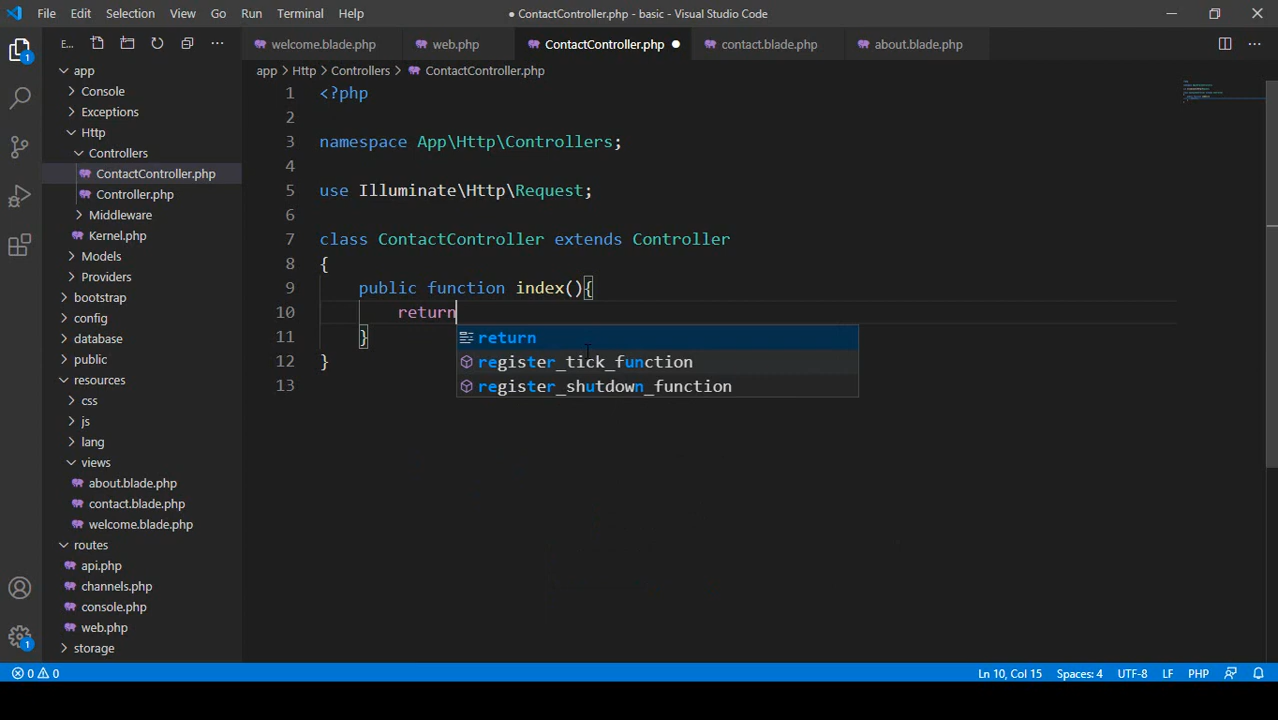 File Edit Selection View Go Run Terminal Help
● ContactController.php - basic - Visual Studio Code
E...
welcome.blade.php
web.php
ContactController.php ●
contact.blade.php
about.blade.php
app > Http > Controllers > ContactController.php
app
Console
Exceptions
Http
Controllers
ContactController.php
Controller.php
Middleware
Kernel.php
Models
Providers
bootstrap
config
database
public
resources
css
js
lang
views
about.blade.php
contact.blade.php
welcome.blade.php
routes
api.php
channels.php
console.php
web.php
storage
1 <?php
2
3 namespace App\Http\Controllers;
4
5 use Illuminate\Http\Request;
6
7 class ContactController extends Controller
8 {
9 public function index(){
10 return
11 }
12 }
13
return
register_tick_function
register_shutdown_function
1
1
0 0
Ln 10, Col 15
Spaces: 4
UTF-8
LF
PHP